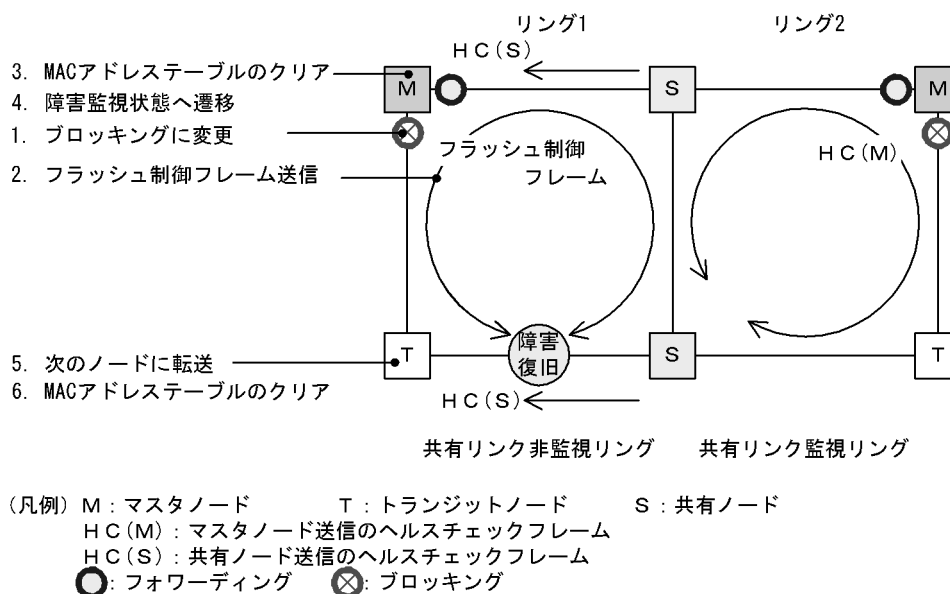 リング1
リング2
HC(S)
3. MACアドレステーブルのクリア
M
S
M
4. 障害監視状態へ遷移
1. ブロッキングに変更
フラッシュ制御
フレーム
HC(M)
2. フラッシュ制御フレーム送信
障害
復旧
T
S
T
5. 次のノードに転送
6. MACアドレステーブルのクリア
HC(S)
共有リンク非監視リング
共有リンク監視リング
(凡例) M:マスタノード T:トランジットノード S:共有ノード
HC(M):マスタノード送信のヘルスチェックフレーム
HC(S):共有ノード送信のヘルスチェックフレーム
:フォワーディング :ブロッキング